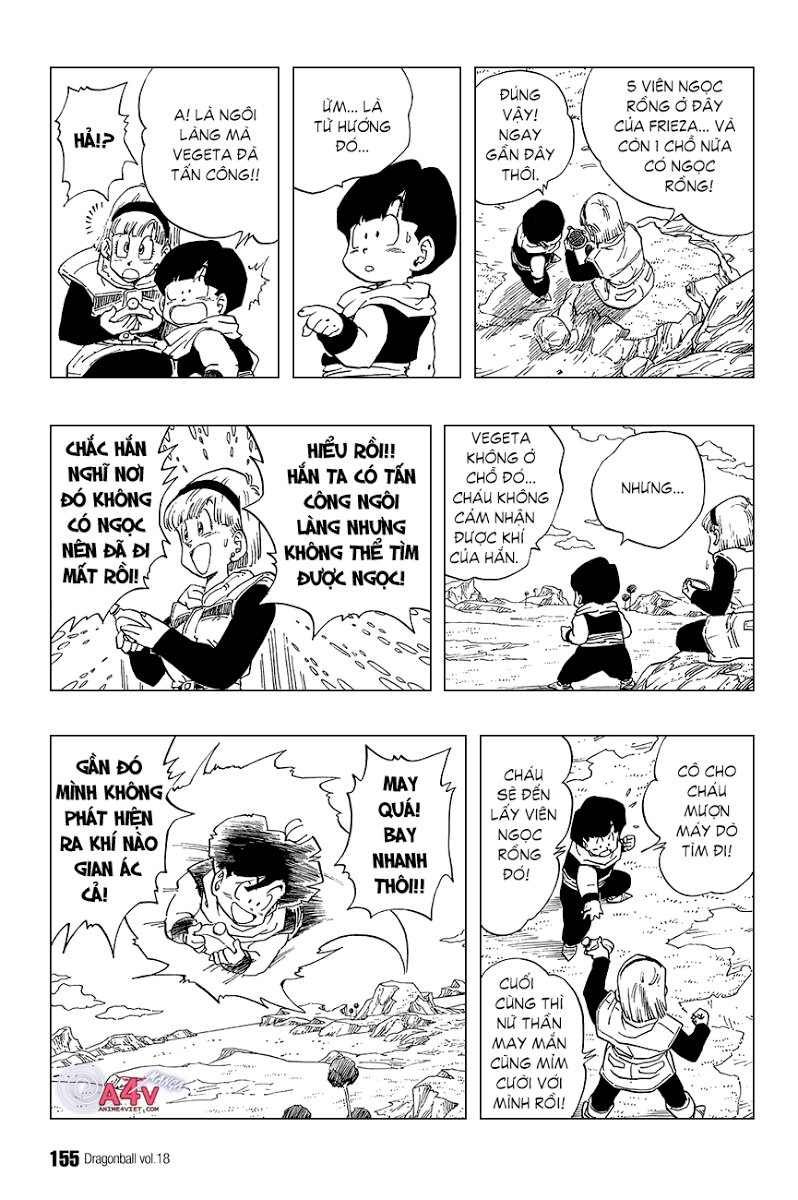 5 VIÊN NGỌC
RỒNG Ở ĐÂY
CỦA FRIEZA... VÀ
CÒN 1 CHỖ NỮA
CÓ NGỌC
RỒNG!
ĐÚNG
VẬY!
NGAY
GẦN ĐÂY
THÔI.
ỪM... LÀ
TỪ HƯỚNG
ĐÓ...
A! LÀ NGÔI
LÀNG MÀ
VEGETA ĐÃ
TẤN CÔNG!!
HẢ!?
NHƯNG...
VEGETA
KHÔNG Ở
CHỖ ĐÓ...
CHÁU KHÔNG
CẢM NHẬN
ĐƯỢC KHÍ
CỦA HẮN.
HIỂU RỒI!!
HẮN TA CÓ TẤN
CÔNG NGÔI
LÀNG NHƯNG
KHÔNG THỂ TÌM
ĐƯỢC NGỌC!
CHẮC HẮN
NGHĨ NƠI
ĐÓ KHÔNG
CÓ NGỌC
NÊN ĐÃ ĐI
MẤT RỒI!
CÔ CHO
CHÁU
MƯỢN
MÁY DÒ
TÌM ĐI!
CHÁU
SẼ ĐẾN
LẤY VIÊN
NGỌC
RỒNG
ĐÓ!
CUỐI
CÙNG THÌ
NỮ THẦN
MAY MẮN
CŨNG MỈM
CƯỜI VỚI
MÌNH RỒI!
MAY
QUÁ!
BAY
NHANH
THÔI!!
GẦN ĐÓ
MÌNH KHÔNG
PHÁT HIỆN
RA KHÍ NÀO
GIAN ÁC
CẢ!
A4V MANGA
ANIME4VIET.COM
155 Dragonball vol.18